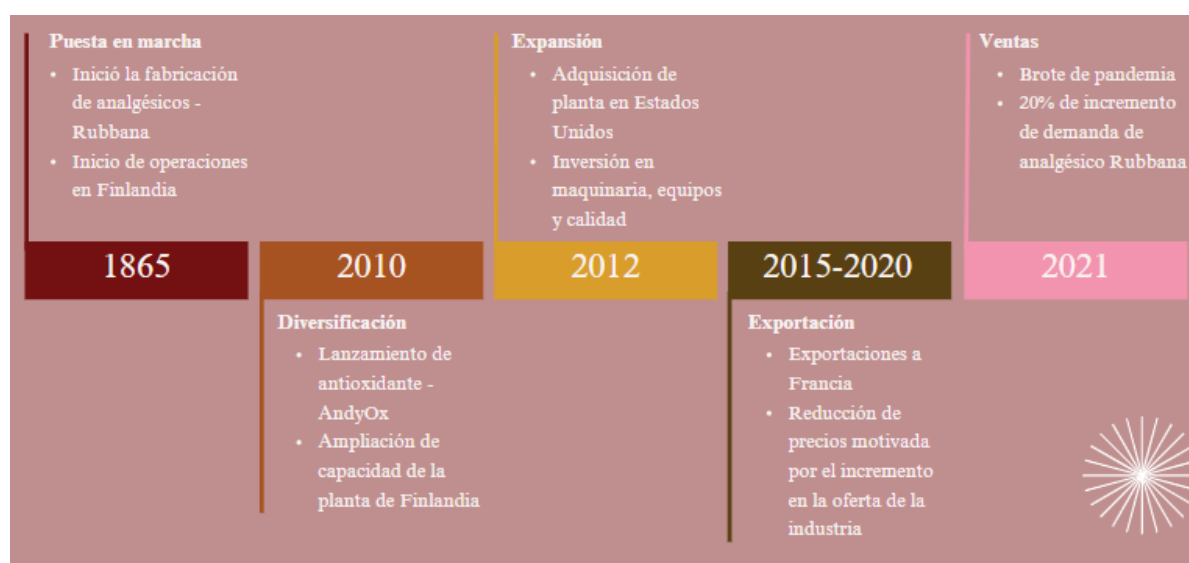 Puesta en marcha
• Inició la fabricación
de analgésicos -
Rubbana
• Inicio de operaciones
en Finlandia
1865
2010
Diversificación
• Lanzamiento de
antioxidante -
AndyOx
• Ampliación de
capacidad de la
planta de Finlandia
Expansión
• Adquisición de
planta en Estados
Unidos
• Inversión en
maquinaria, equipos
y calidad
2012
2015-2020
Exportación
• Exportaciones a
Francia
• Reducción de
precios motivada
por el incremento
en la oferta de la
industria
Ventas
• Brote de pandemia
• 20% de incremento
de demanda de
analgésico Rubbana
2021